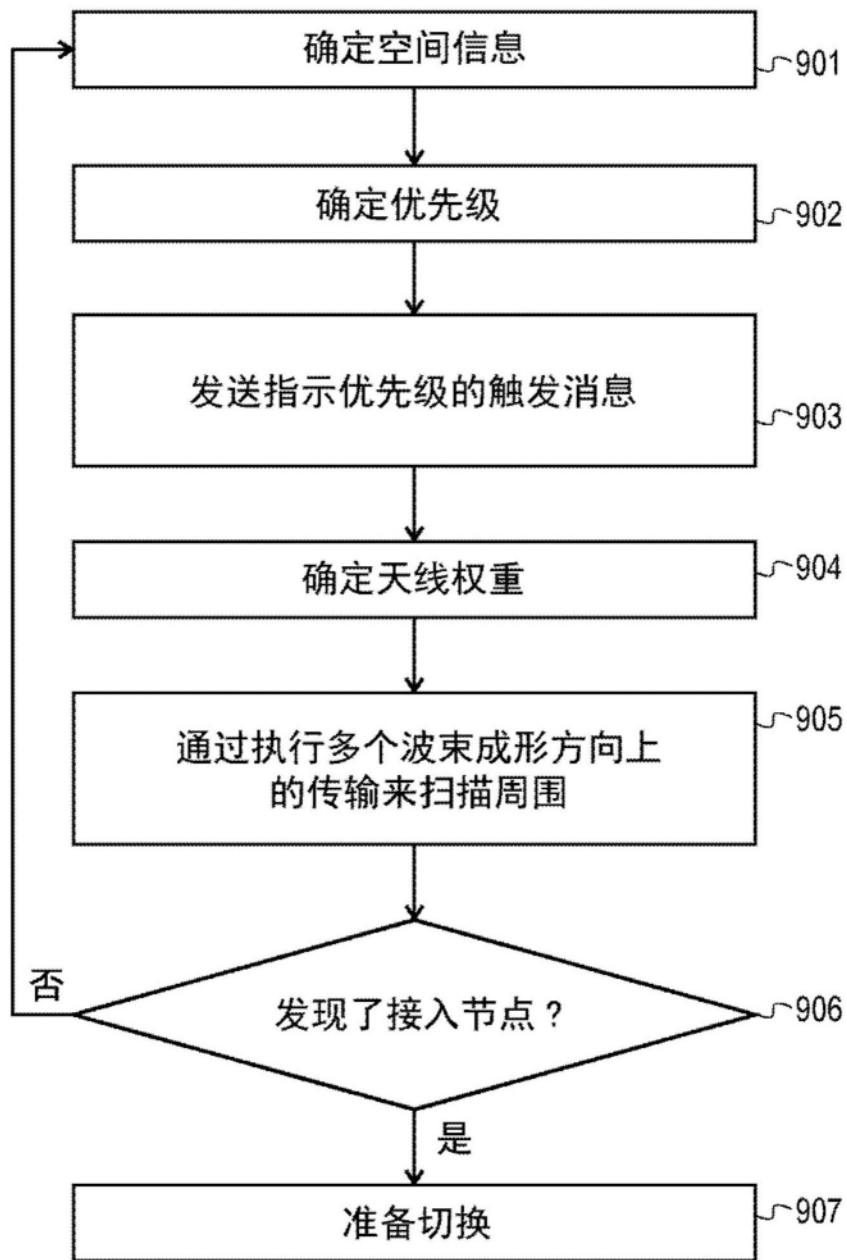 确定空间信息
901
确定优先级
902
发送指示优先级的触发消息
903
确定天线权重
904
905
通过执行多个波束成形方向上
的传输来扫描周围
否
发现了接入节点?
906
是
准备切换
907